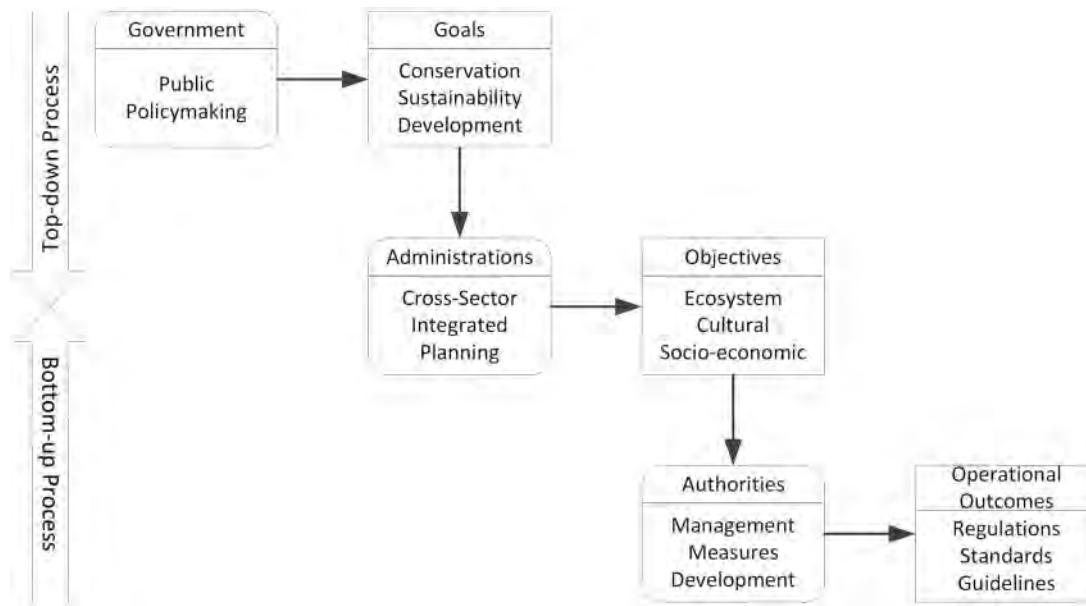 Top-down Process
Bottom-up Process
Government
Public
Policymaking
Goals
Conservation
Sustainability
Development
Administrations
Cross-Sector
Integrated
Planning
Objectives
Ecosystem
Cultural
Socio-economic
Authorities
Management
Measures
Development
Operational
Outcomes
Regulations
Standards
Guidelines